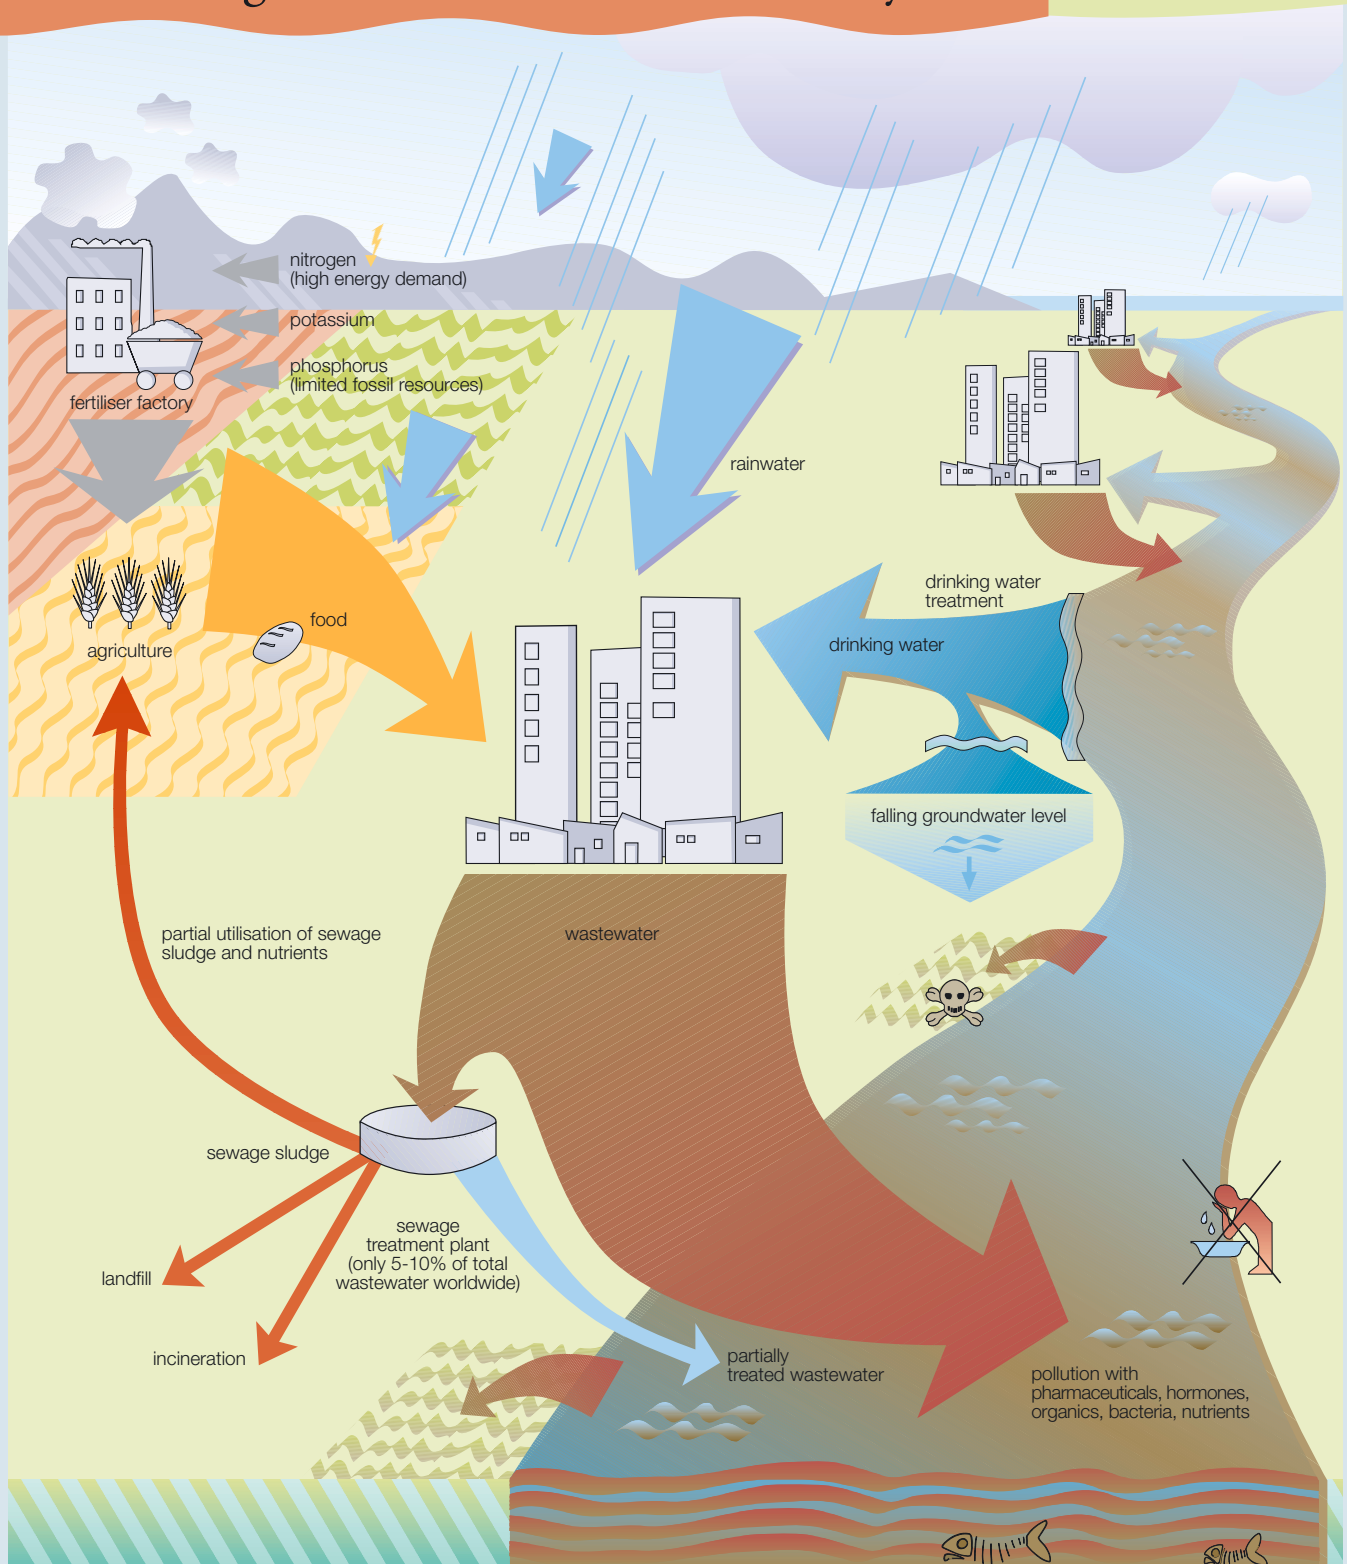 nitrogen
(high energy demand)
potassium
phosphorus
(limited fossil resources)
fertiliser factory
rainwater
drinking water
treatment
drinking water
food
agriculture
falling groundwater level
partial utilisation of sewage
sludge and nutrients
wastewater
sewage sludge
sewage
treatment plant
(only 5-10% of total
wastewater worldwide)
landfill
incineration
partially
treated wastewater
pollution with
pharmaceuticals, hormones,
organics, bacteria, nutrients